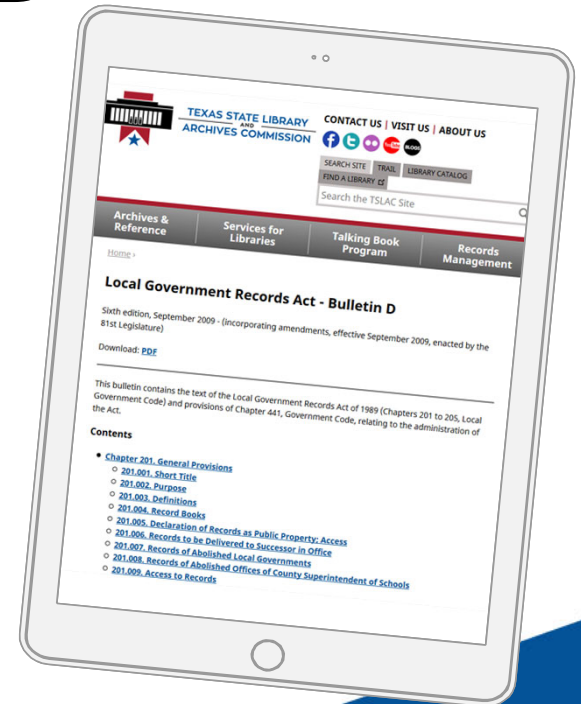 TEXAS STATE LIBRARY
AND
ARCHIVES COMMISSION
CONTACT US | VISIT US | ABOUT US
You Tube
BLOGS
SEARCH SITE
TRAIL
LIBRARY CATALOG
FIND A LIBRARY
Search the TSLAC Site
Archives &
Reference
Services for
Libraries
Talking Book
Program
Records
Management
Home ›
Local Government Records Act - Bulletin D
Sixth edition, September 2009 - (incorporating amendments, effective September 2009, enacted by the
81st Legislature)
Download: PDF
This bulletin contains the text of the Local Government Records Act of 1989 (Chapters 201 to 205, Local
Government Code) and provisions of Chapter 441, Government Code, relating to the administration of
the Act.
Contents
• Chapter 201. General Provisions
○ 201.001. Short Title
○ 201.002. Purpose
○ 201.003. Definitions
○ 201.004. Record Books
○ 201.005. Declaration of Records as Public Property; Access
○ 201.006. Records to be Delivered to Successor in Office
○ 201.007. Records of Abolished Local Governments
○ 201.008. Records of Abolished Offices of County Superintendent of Schools
○ 201.009. Access to Records